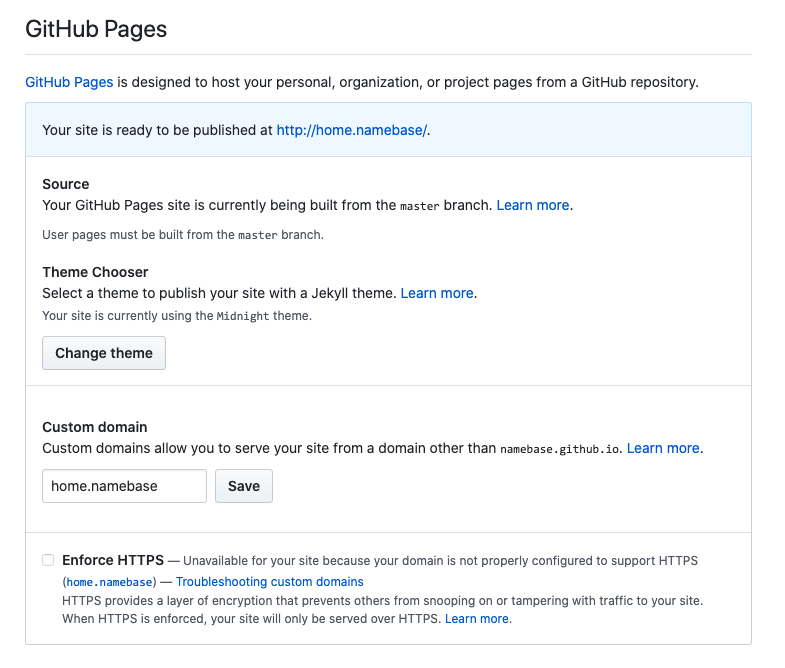 GitHub Pages
GitHub Pages is designed to host your personal, organization, or project pages from a GitHub repository.
Your site is ready to be published at http://home.namebase/.
Source
Your GitHub Pages site is currently being built from the master branch. Learn more.
User pages must be built from the master branch.
Theme Chooser
Select a theme to publish your site with a Jekyll theme. Learn more.
Your site is currently using the Midnight theme.
Change theme
Custom domain
Custom domains allow you to serve your site from a domain other than namebase.github.io. Learn more.
home.namebase Save
Enforce HTTPS — Unavailable for your site because your domain is not properly configured to support HTTPS
(home.namebase) — Troubleshooting custom domains
HTTPS provides a layer of encryption that prevents others from snooping on or tampering with traffic to your site.
When HTTPS is enforced, your site will only be served over HTTPS. Learn more.